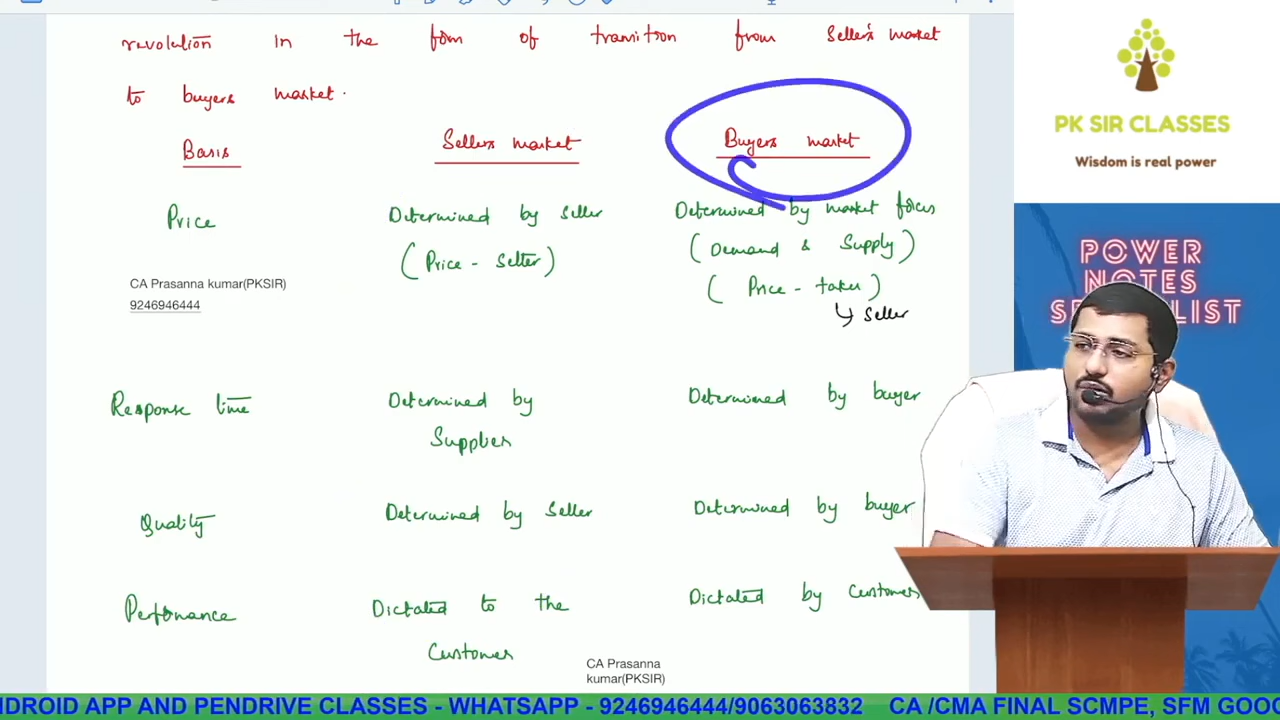 revolution in the form of transition from Sellers market
to buyers market.
Basis Sellers market Buyers market
Price Determined by Seller Determined by market focus
(Price - Setter) (Demand & Supply)
(Price - taker)
↳ Seller
CA Prasanna kumar(PKSIR)
9246946444
Response time Determined by Supplier Determined by buyer
Quality Determined by Seller Determined by buyer
Performance Dictated to the Customer Dictated by Customer
CA Prasanna
kumar(PKSIR)
PK SIR CLASSES
Wisdom is real power
POWER
NOTES
NDROID APP AND PENDRIVE CLASSES - WHATSAPP - 9246946444/9063063832 CA /CMA FINAL SCMPE, SFM GOO